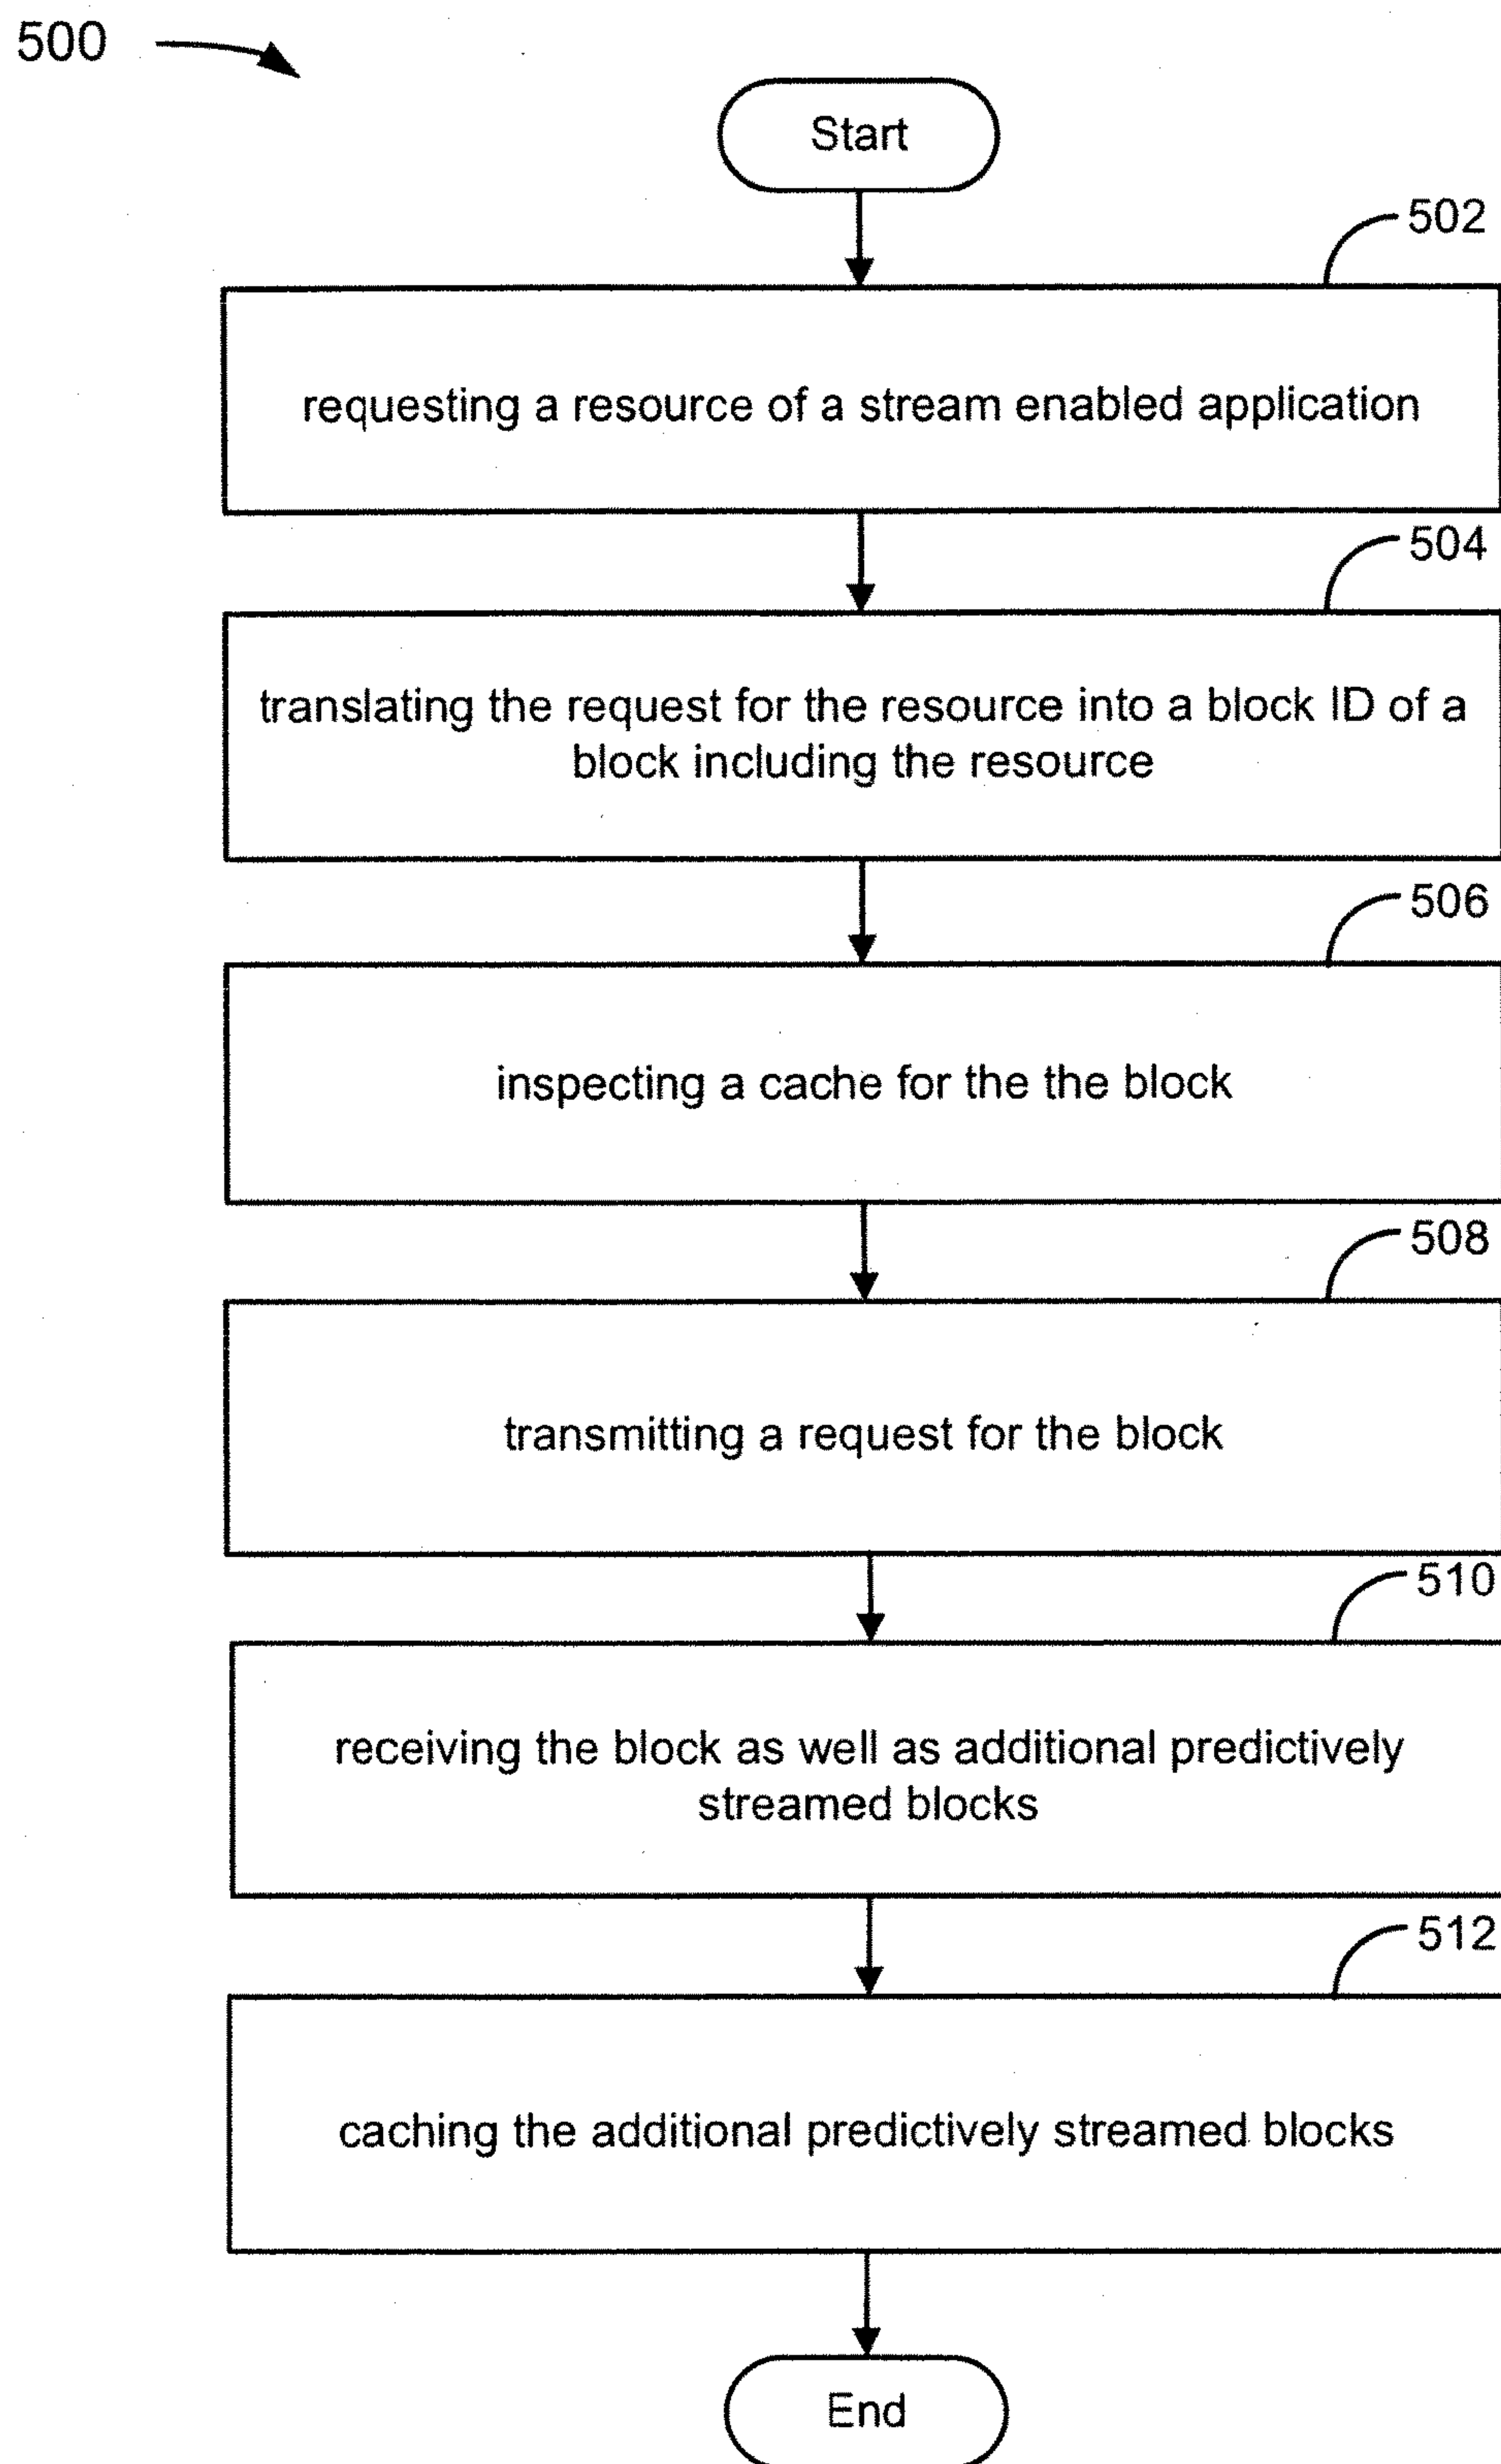 500
Start
502
requesting a resource of a stream enabled application
504
translating the request for the resource into a block ID of a
block including the resource
506
inspecting a cache for the the block
508
transmitting a request for the block
510
receiving the block as well as additional predictively
streamed blocks
512
caching the additional predictively streamed blocks
End